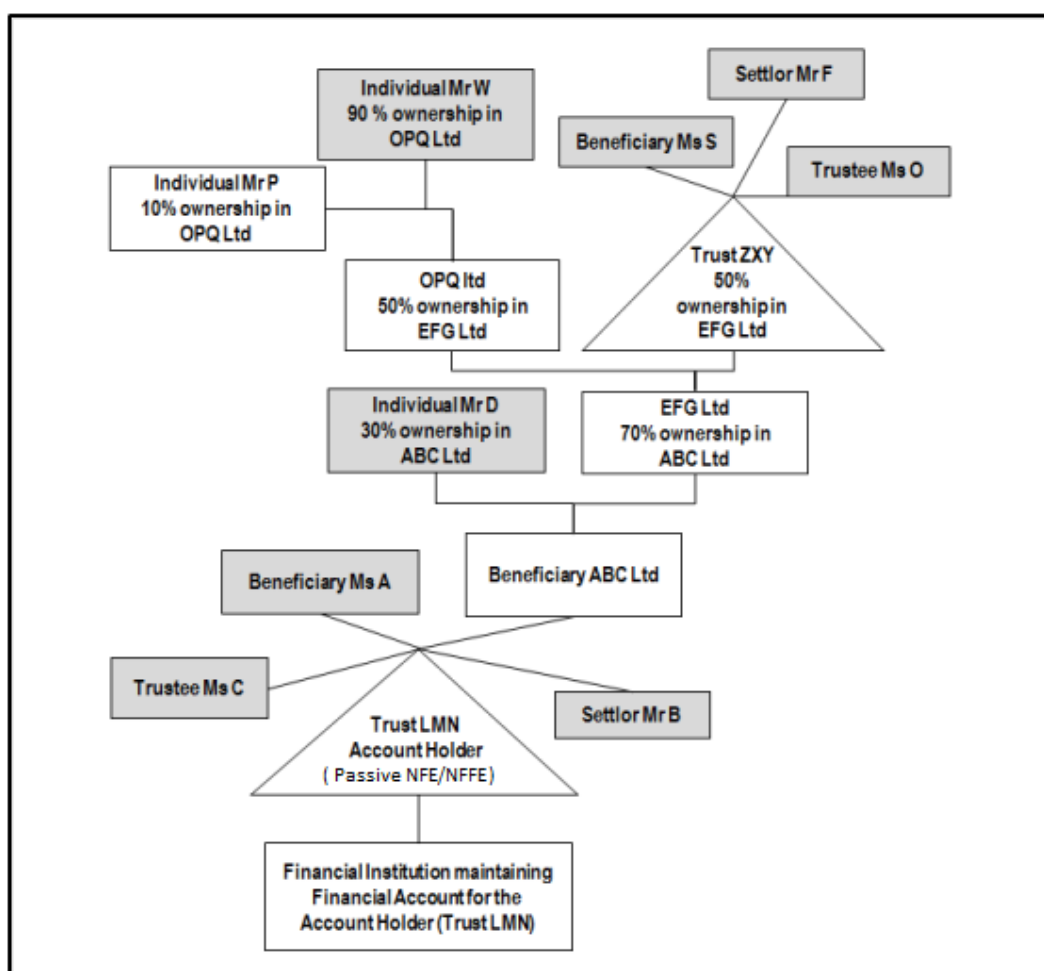 Settlor Mr F
Individual Mr W
90 % ownership in
OPQ Ltd
Beneficiary Ms S
Trustee Ms O
Individual Mr P
10% ownership in
OPQ Ltd
OPQ ltd
50% ownership in
EFG Ltd
Trust ZXY
50%
ownership in
EFG Ltd
Individual Mr D
30% ownership in
ABC Ltd
EFG Ltd
70% ownership in
ABC Ltd
Beneficiary Ms A
Beneficiary ABC Ltd
Trustee Ms C
Settlor Mr B
Trust LMN
Account Holder
( Passive NFE/NFFE)
Financial Institution maintaining
Financial Account for the
Account Holder (Trust LMN)